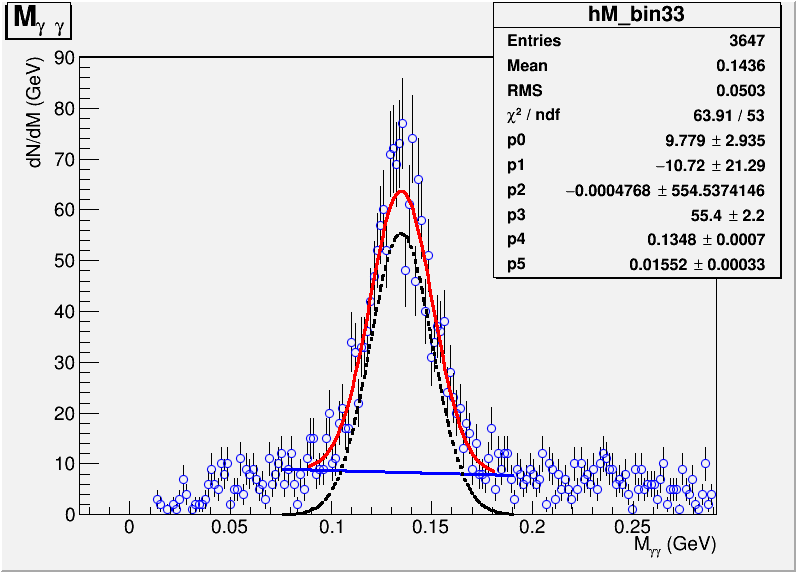 Mγ γ
hM_bin33
Entries 3647
Mean 0.1436
RMS 0.0503
χ² / ndf 63.91 / 53
p0 9.779 ± 2.935
p1 −10.72 ± 21.29
p2 −0.0004768 ± 554.5374146
p3 55.4 ± 2.2
p4 0.1348 ± 0.0007
p5 0.01552 ± 0.00033
dN/dM (GeV)
90
80
70
60
50
40
30
20
10
0
0 0.05 0.1 0.15 0.2 0.25
Mγγ (GeV)